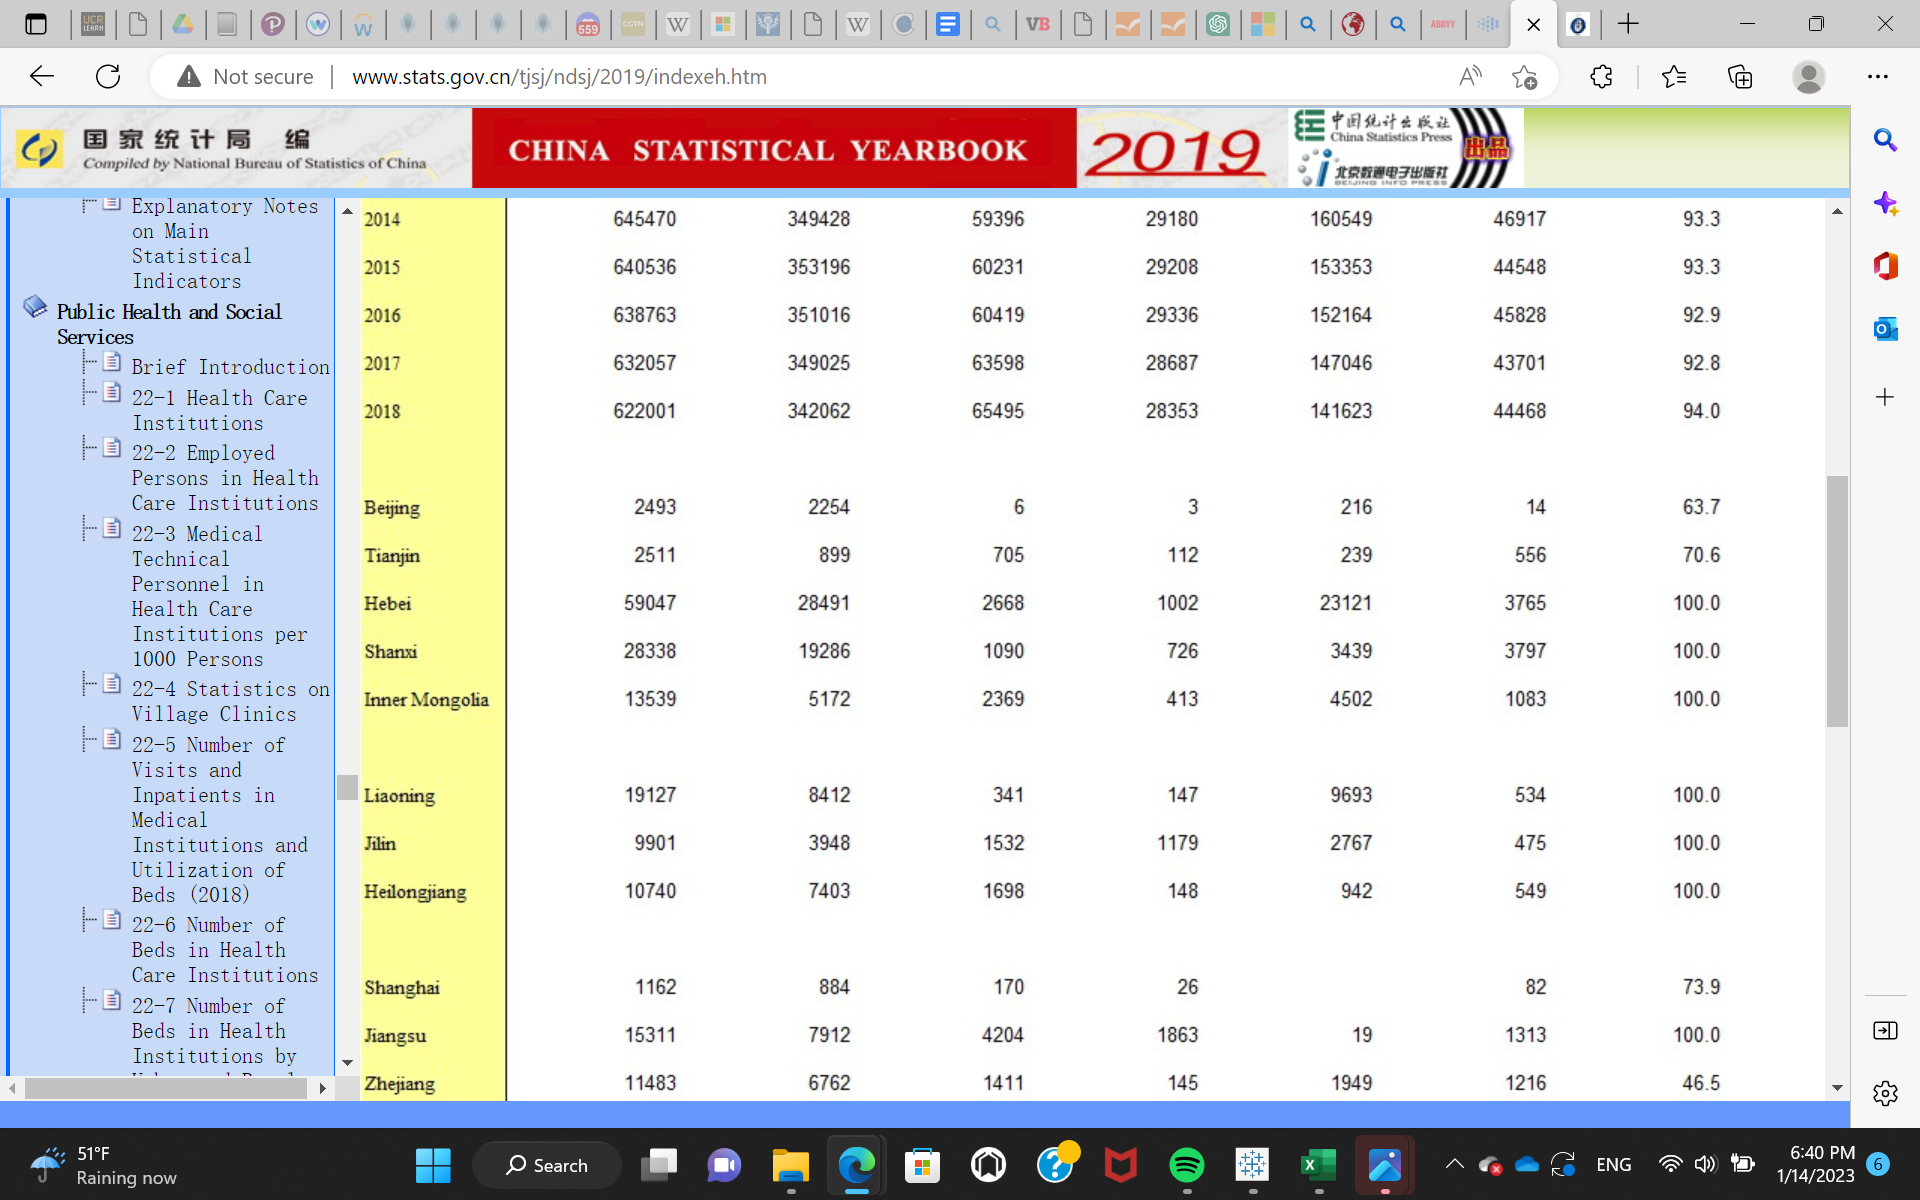 UCR LEARN
559
CGTN
W
W
VB
ABBYY
Not secure www.stats.gov.cn/tjsj/ndsj/2019/indexeh.htm
国家统计局 编
Compiled by National Bureau of Statistics of China
CHINA STATISTICAL YEARBOOK
2019
中国统计出版社
China Statistics Press
北京数通电子出版社
BEIJING INFO PRESS
出品
Explanatory Notes
on Main
Statistical
Indicators
Public Health and Social
Services
Brief Introduction
22-1 Health Care
Institutions
22-2 Employed
Persons in Health
Care Institutions
22-3 Medical
Technical
Personnel in
Health Care
Institutions per
1000 Persons
22-4 Statistics on
Village Clinics
22-5 Number of
Visits and
Inpatients in
Medical
Institutions and
Utilization of
Beds (2018)
22-6 Number of
Beds in Health
Care Institutions
22-7 Number of
Beds in Health
Institutions by
2014 645470 349428 59396 29180 160549 46917 93.3
2015 640536 353196 60231 29208 153353 44548 93.3
2016 638763 351016 60419 29336 152164 45828 92.9
2017 632057 349025 63598 28687 147046 43701 92.8
2018 622001 342062 65495 28353 141623 44468 94.0
Beijing 2493 2254 6 3 216 14 63.7
Tianjin 2511 899 705 112 239 556 70.6
Hebei 59047 28491 2668 1002 23121 3765 100.0
Shanxi 28338 19286 1090 726 3439 3797 100.0
Inner Mongolia 13539 5172 2369 413 4502 1083 100.0
Liaoning 19127 8412 341 147 9693 534 100.0
Jilin 9901 3948 1532 1179 2767 475 100.0
Heilongjiang 10740 7403 1698 148 942 549 100.0
Shanghai 1162 884 170 26 82 73.9
Jiangsu 15311 7912 4204 1863 19 1313 100.0
Zhejiang 11483 6762 1411 145 1949 1216 46.5
51°F
Raining now
Search
ENG
6:40 PM
1/14/2023
6